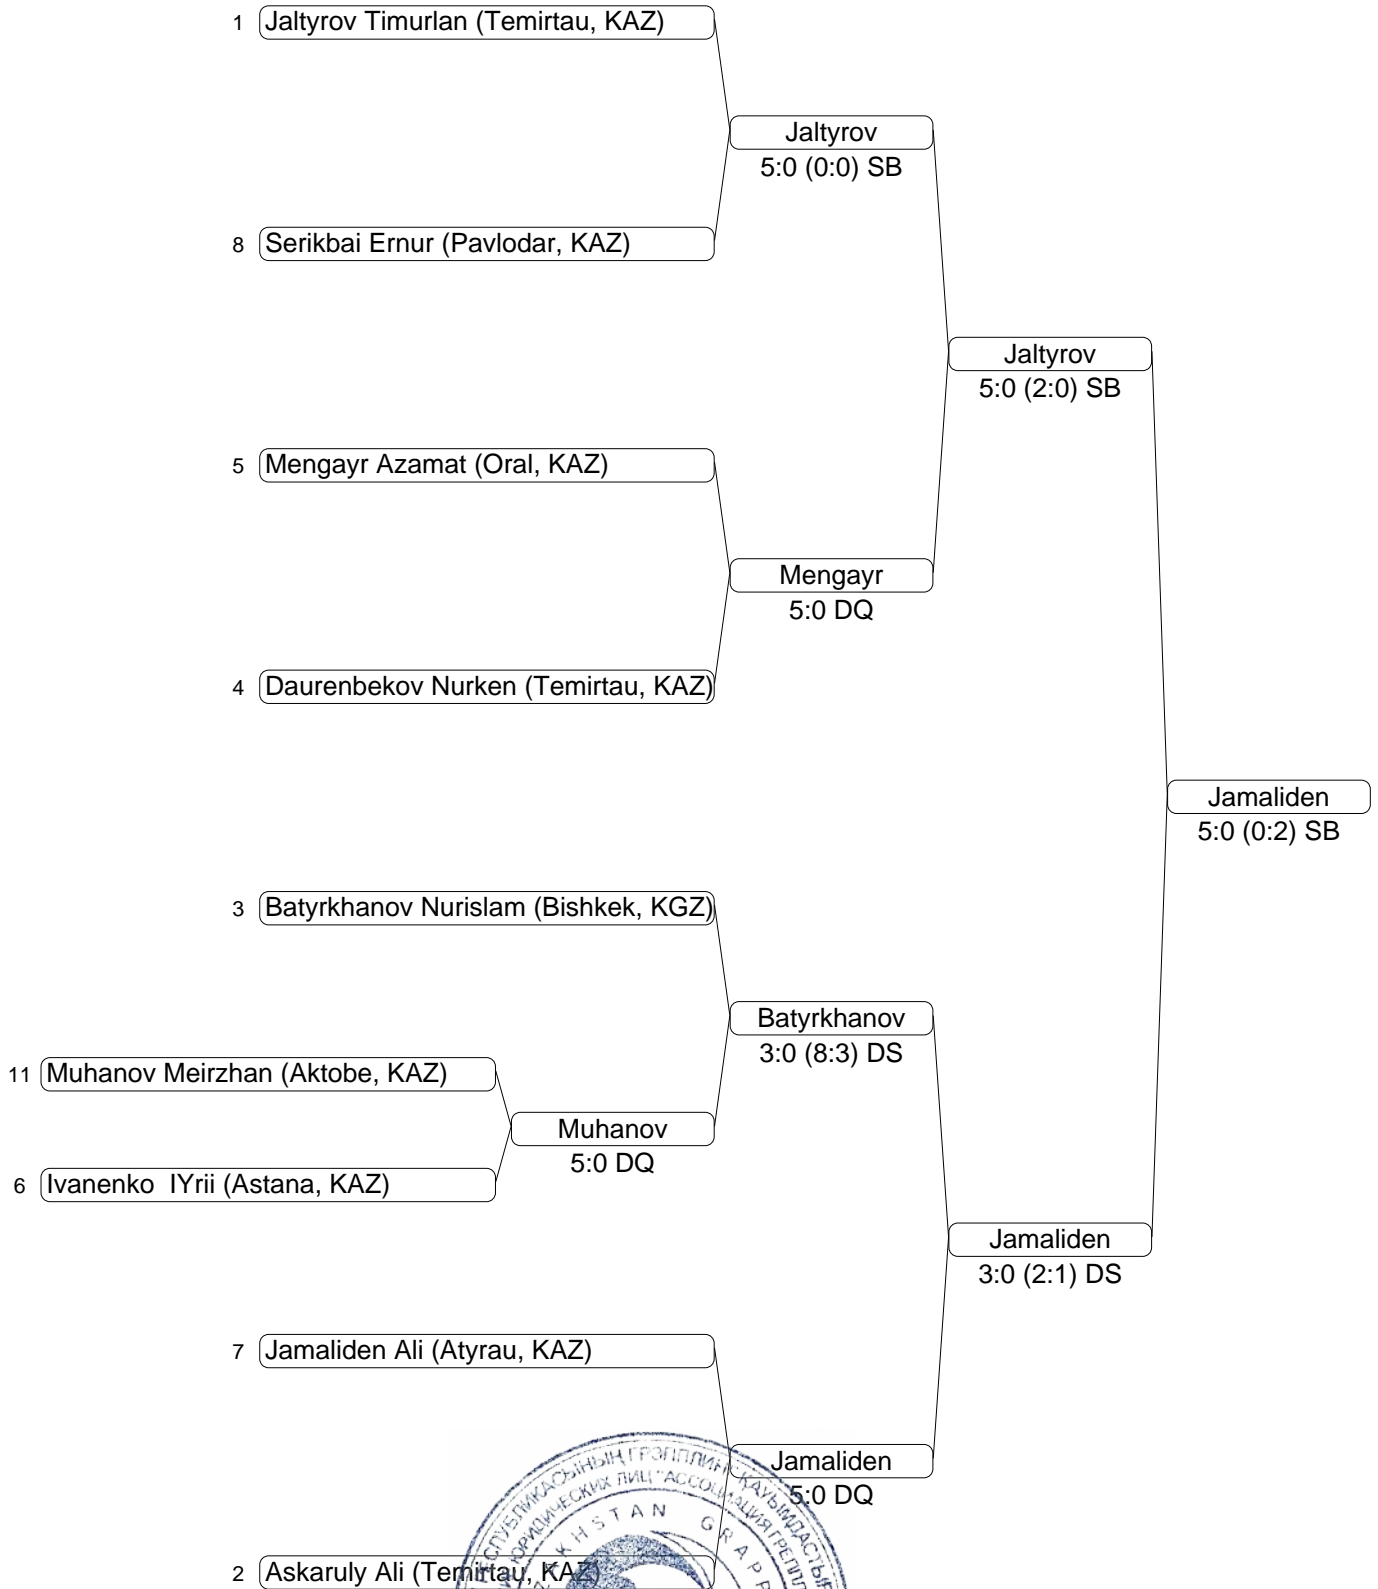 1 Jaltyrov Timurlan (Temirtau, KAZ)
Jaltyrov
5:0 (0:0) SB
8 Serikbai Ernur (Pavlodar, KAZ)
Jaltyrov
5:0 (2:0) SB
5 Mengayr Azamat (Oral, KAZ)
Mengayr
5:0 DQ
4 Daurenbekov Nurken (Temirtau, KAZ)
Jamaliden
5:0 (0:2) SB
3 Batyrkhanov Nurislam (Bishkek, KGZ)
Batyrkhanov
3:0 (8:3) DS
11 Muhanov Meirzhan (Aktobe, KAZ)
Muhanov
5:0 DQ
6 Ivanenko IYrii (Astana, KAZ)
Jamaliden
3:0 (2:1) DS
7 Jamaliden Ali (Atyrau, KAZ)
Jamaliden
5:0 DQ
2 Askaruly Ali (Temirtau, KAZ)
ЮРИДИЧЕСКИХ ЛИЦ "АССОЦИАЦИЯ